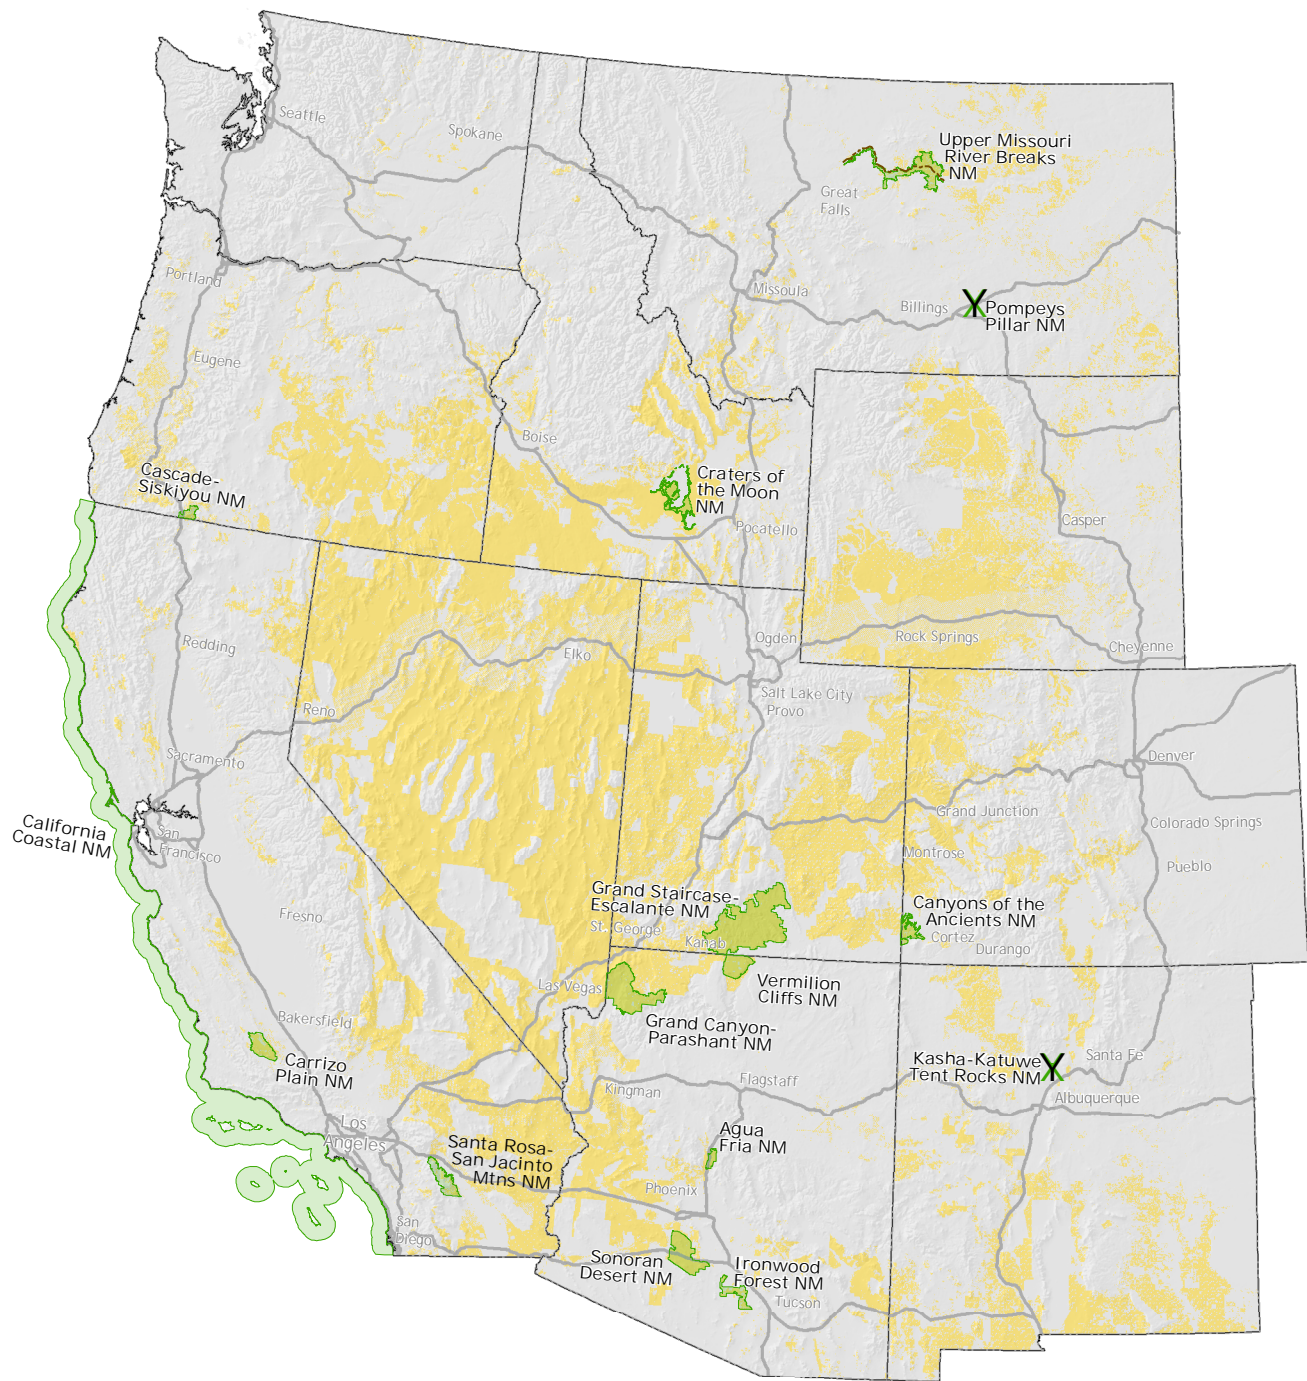 Seattle
Spokane
Upper Missouri
River Breaks
NM
Great
Falls
Portland
Missoula
Billings
Pompeys
Pillar NM
Eugene
Boise
Cascade-
Siskiyou NM
Craters of
the Moon
NM
Pocatello
Casper
Redding
Ogden
Rock Springs
Cheyenne
Elko
Reno
Salt Lake City
Provo
Sacramento
Denver
Grand Junction
Colorado Springs
California
Coastal NM
San
Francisco
Montrose
Pueblo
Grand Staircase-
Escalante NM
St. George
Kanab
Canyons of the
Ancients NM
Cortez
Durango
Fresno
Las Vegas
Vermilion
Cliffs NM
Grand Canyon-
Parashant NM
Bakersfield
Carrizo
Plain NM
Kasha-Katuwe
Tent Rocks NM
Santa Fe
Albuquerque
Kingman
Flagstaff
Los
Angeles
Agua
Fria NM
Santa Rosa-
San Jacinto
Mtns NM
Phoenix
San
Diego
Sonoran
Desert NM
Ironwood
Forest NM
Tucson